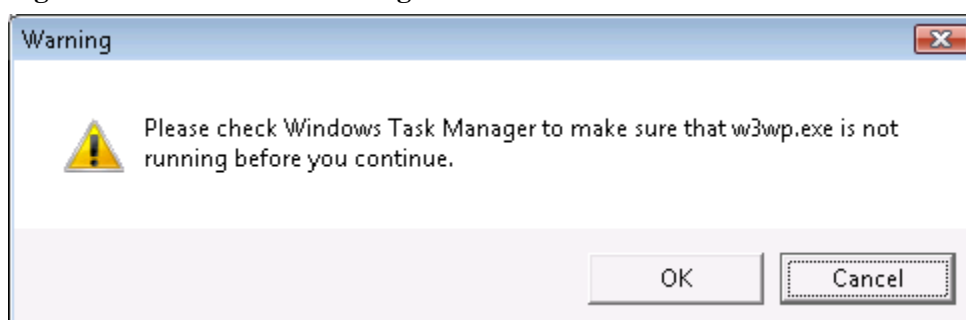 Warning
Please check Windows Task Manager to make sure that w3wp.exe is not
running before you continue.
OK
Cancel